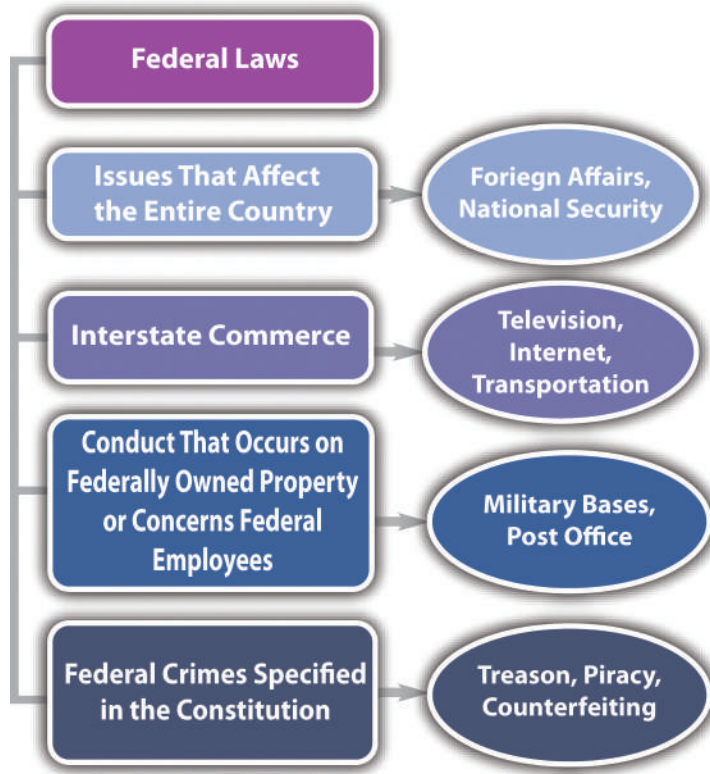 Federal Laws
Issues That Affect
the Entire Country
Foriegn Affairs,
National Security
Interstate Commerce
Television,
Internet,
Transportation
Conduct That Occurs on
Federally Owned Property
or Concerns Federal
Employees
Military Bases,
Post Office
Federal Crimes Specified
in the Constitution
Treason, Piracy,
Counterfeiting